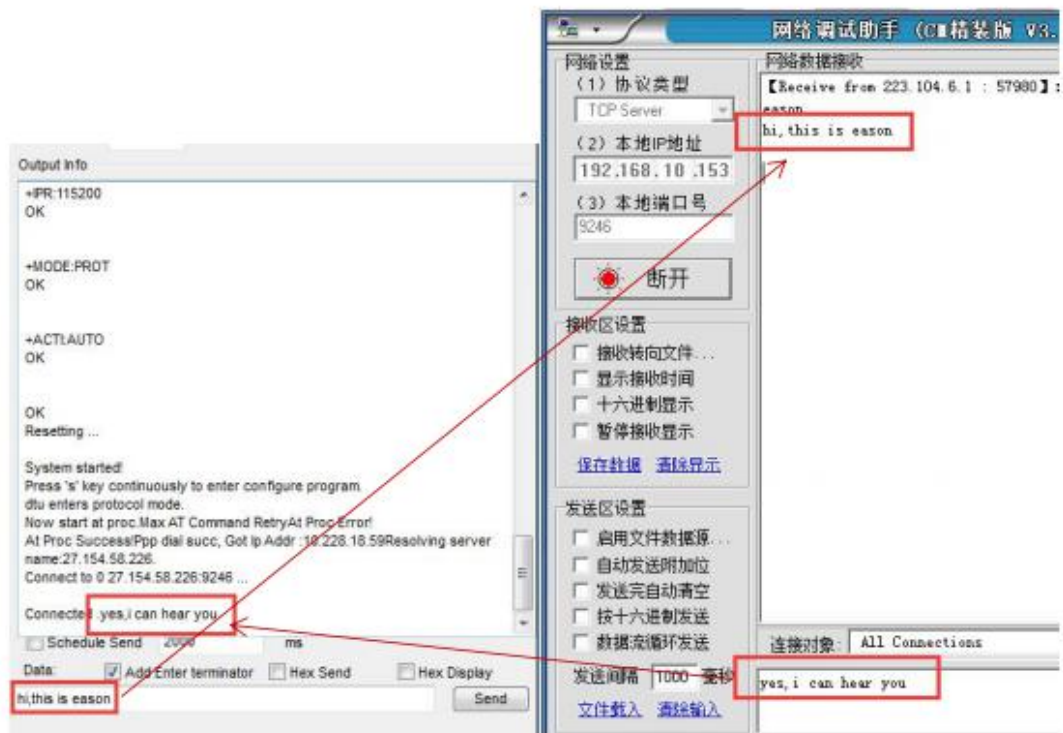 Output Info
+IPR:115200
OK
+MODE:PROT
OK
+ACTI:AUTO
OK
OK
Resetting ...
System started!
Press 's' key continuously to enter configure program.
dtu enters protocol mode.
Now start at proc.Max AT Command RetryAt Proc Error!
At Proc Success!Ppp dial succ, Got Ip Addr :10.228.18.59Resolving server
name:27.154.58.226.
Connect to 0 27.154.58.226:9246 ...
Connected .yes,i can hear you
Schedule Send 2000 ms
Data: Add Enter terminator Hex Send Hex Display
hi,this is eason
Send
网络调试助手 (CM精装版 V3.
网络设置
(1) 协议类型
TCP Server
(2) 本地IP地址
192.168.10.153
(3) 本地端口号
9246
断开
接收区设置
接收转向文件...
显示接收时间
十六进制显示
暂停接收显示
保存数据 清除显示
发送区设置
启用文件数据源...
自动发送附加位
发送完自动清空
按十六进制发送
数据流循环发送
发送间隔 1000 毫秒
文件载入 清除输入
网络数据接收
【Receive from 223.104.6.1 : 57980】:
eason
hi,this is eason
连接对象: All Connections
yes,i can hear you